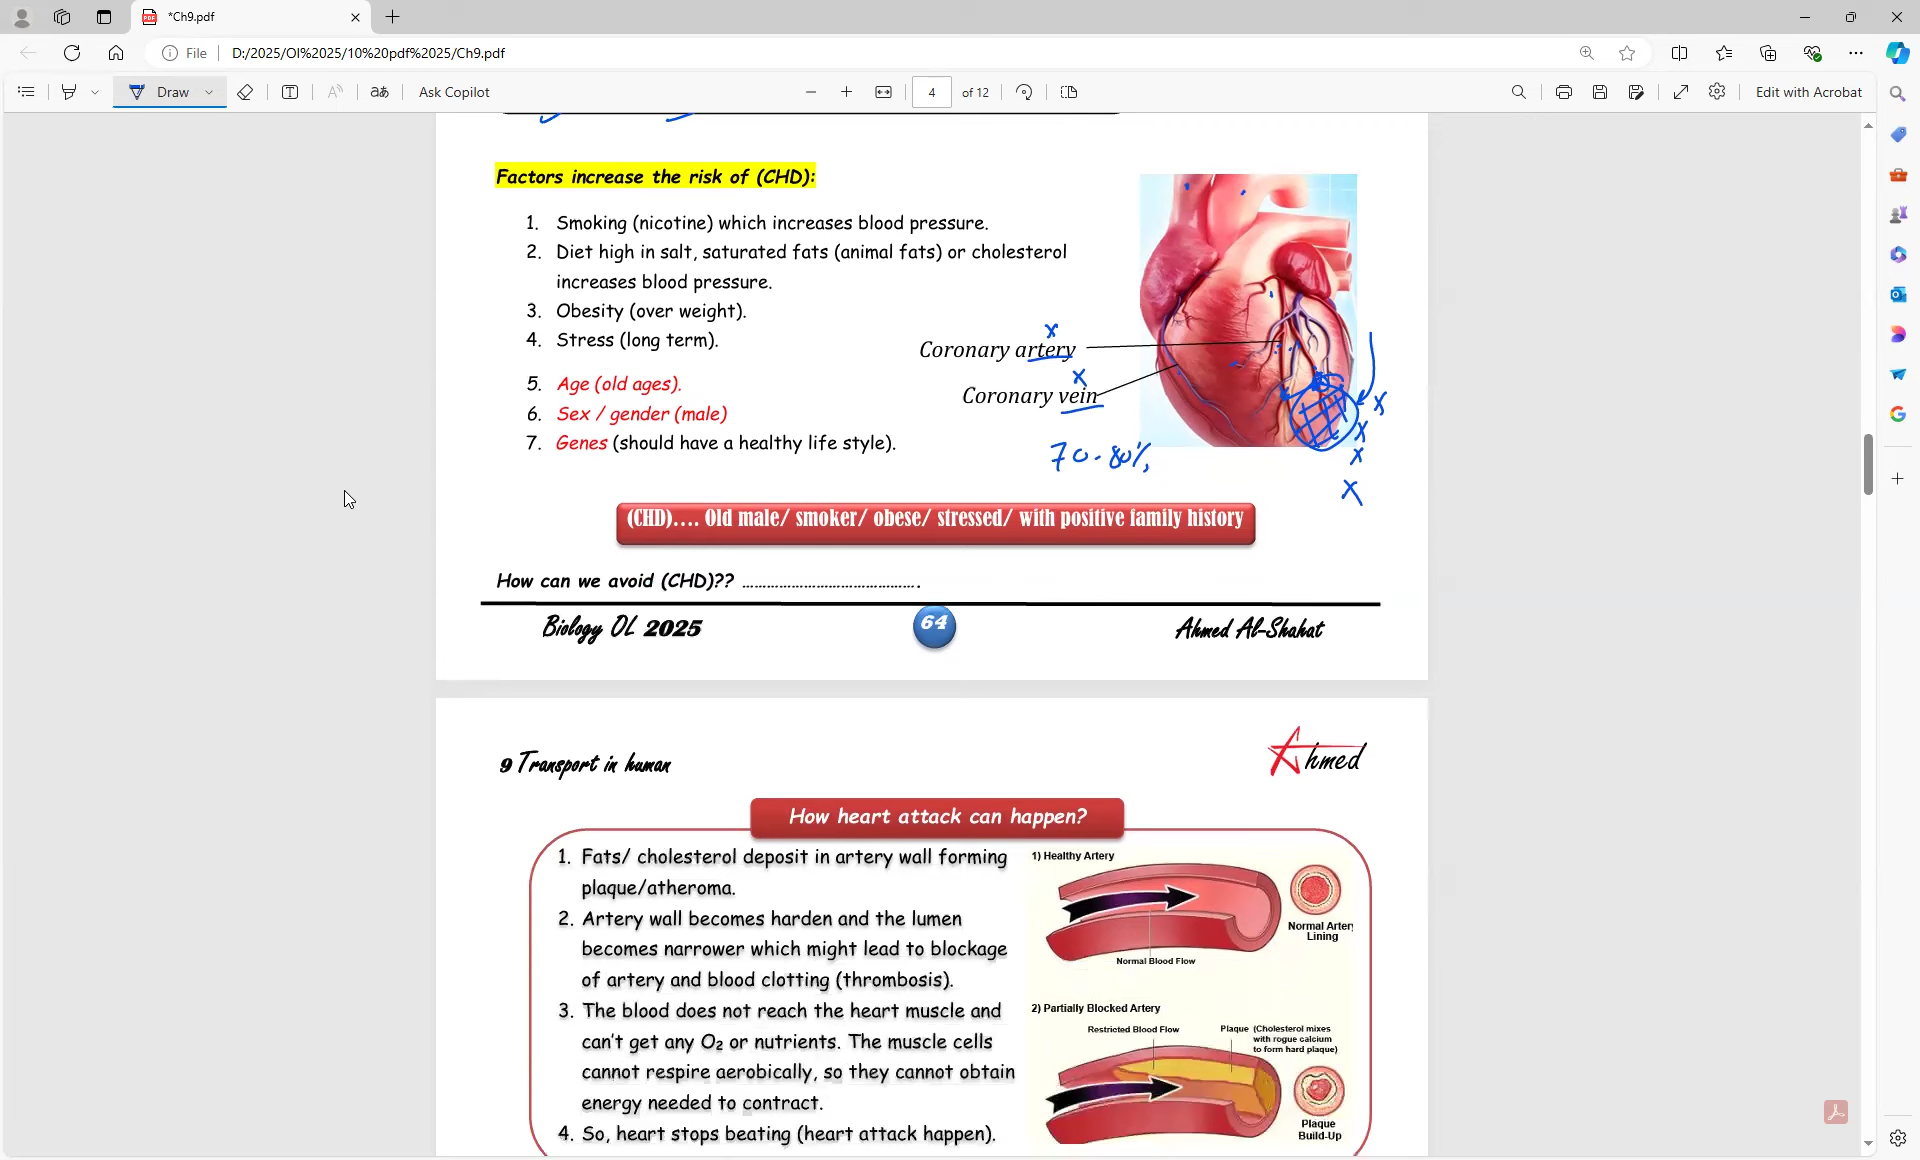 *Ch9.pdf
File
D:/2025/Ol%2025/10%20pdf%2025/Ch9.pdf
Draw
aあ
Ask Copilot
4
of 12
Edit with Acrobat
Factors increase the risk of (CHD):
1. Smoking (nicotine) which increases blood pressure.
2. Diet high in salt, saturated fats (animal fats) or cholesterol
increases blood pressure.
3. Obesity (over weight).
4. Stress (long term).
Coronary artery
5. Age (old ages).
Coronary vein
6. Sex / gender (male)
7. Genes (should have a healthy life style).
70-80%
(CHD).... Old male/ smoker/ obese/ stressed/ with positive family history
How can we avoid (CHD)?? ............................................
Biology OL 2025
64
Ahmed Al-Shahat
9 Transport in human
Ahmed
How heart attack can happen?
1. Fats/ cholesterol deposit in artery wall forming
plaque/atheroma.
2. Artery wall becomes harden and the lumen
becomes narrower which might lead to blockage
of artery and blood clotting (thrombosis).
3. The blood does not reach the heart muscle and
can't get any O₂ or nutrients. The muscle cells
cannot respire aerobically, so they cannot obtain
energy needed to contract.
4. So, heart stops beating (heart attack happen).
1) Healthy Artery
Normal Artery
Lining
Normal Blood Flow
2) Partially Blocked Artery
Restricted Blood Flow
Plaque (Cholesterol mixes
with rogue calcium
to form hard plaque)
Plaque
Build-Up